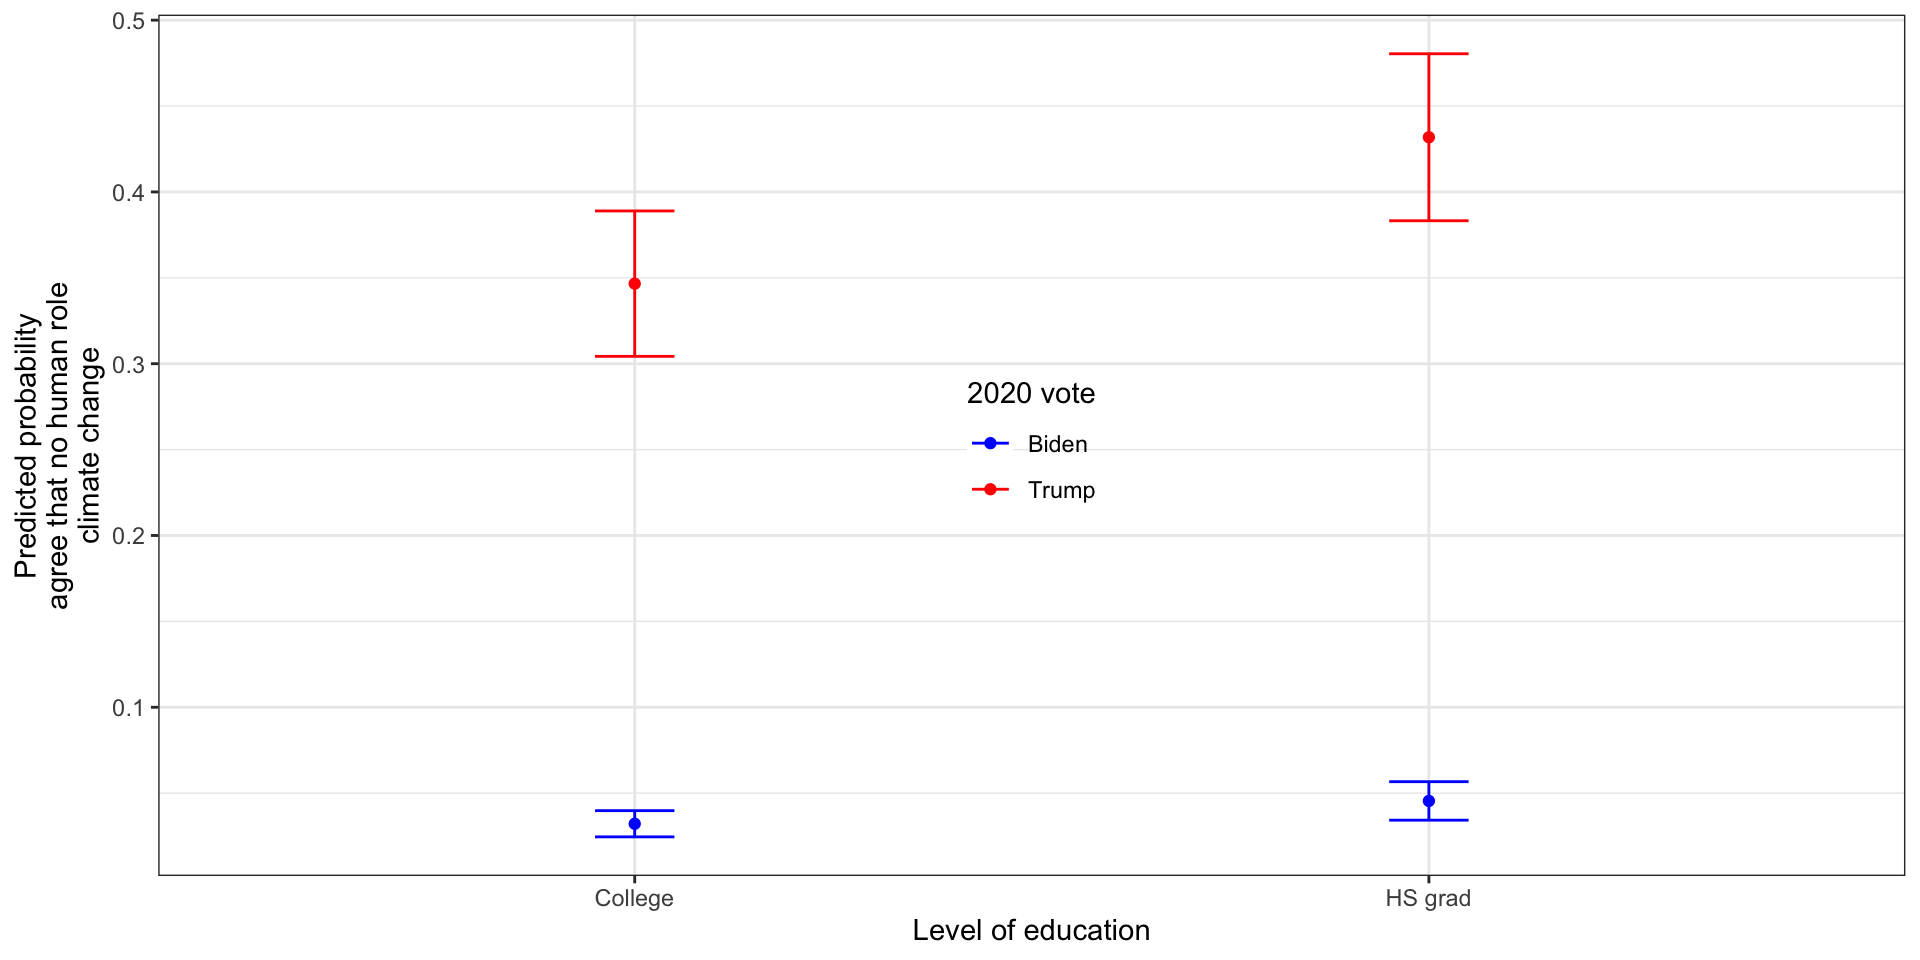 Predicted probability
agree that no human role
climate change
0.5
0.4
0.3
0.2
0.1
2020 vote
Biden
Trump
College
HS grad
Level of education